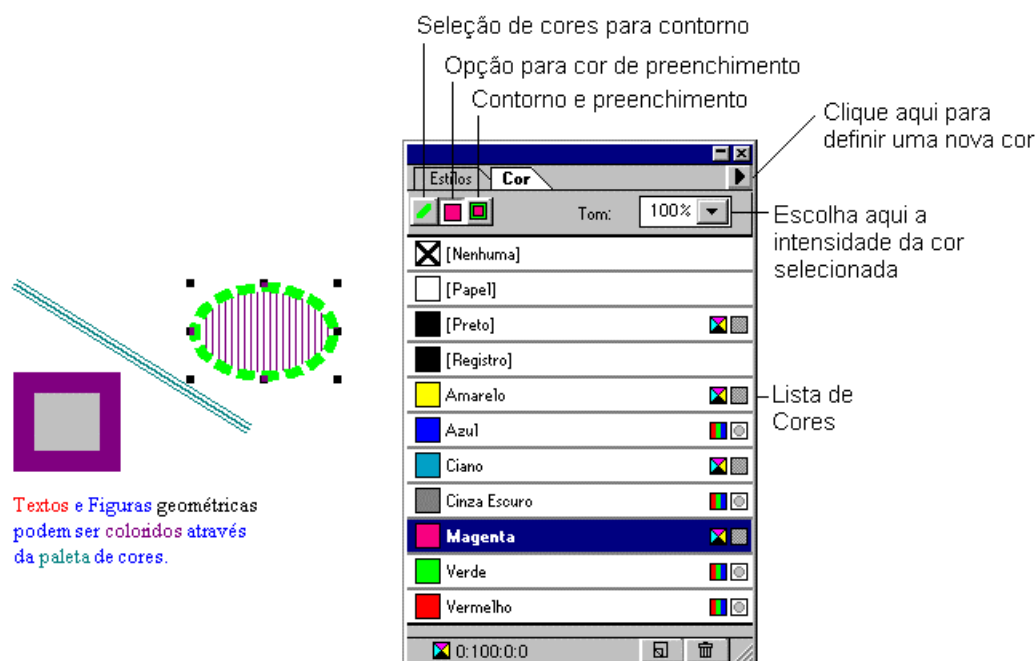 Seleção de cores para contorno
Opção para cor de preenchimento
Contorno e preenchimento
Clique aqui para
definir uma nova cor
Estilos Cor
Tom: 100%
Escolha aqui a
intensidade da cor
selecionada
[Nenhuma]
[Papel]
[Preto]
[Registro]
Amarelo
Lista de
Cores
Azul
Ciano
Cinza Escuro
Magenta
Verde
Vermelho
0:100:0:0
Textos e Figuras geométricas
podem ser coloridos através
da paleta de cores.